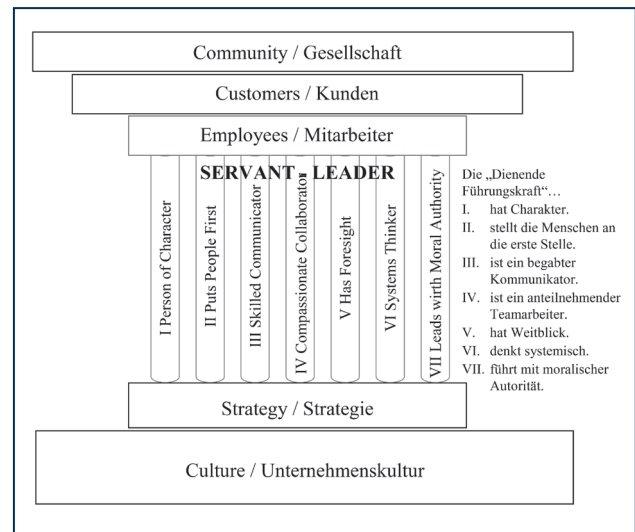 Community / Gesellschaft
Customers / Kunden
Employees / Mitarbeiter
SERVANT - LEADER
I Person of Character
II Puts People First
III Skilled Communicator
IV Compassionate Collaborator
V Has Foresight
VI Systems Thinker
VII Leads wirth Moral Authority
Die „Dienende
Führungskraft“…
I. hat Charakter.
II. stellt die Menschen an
die erste Stelle.
III. ist ein begabter
Kommunikator.
IV. ist ein anteilnehmender
Teamarbeiter.
V. hat Weitblick.
VI. denkt systemisch.
VII. führt mit moralischer
Autorität.
Strategy / Strategie
Culture / Unternehmenskultur